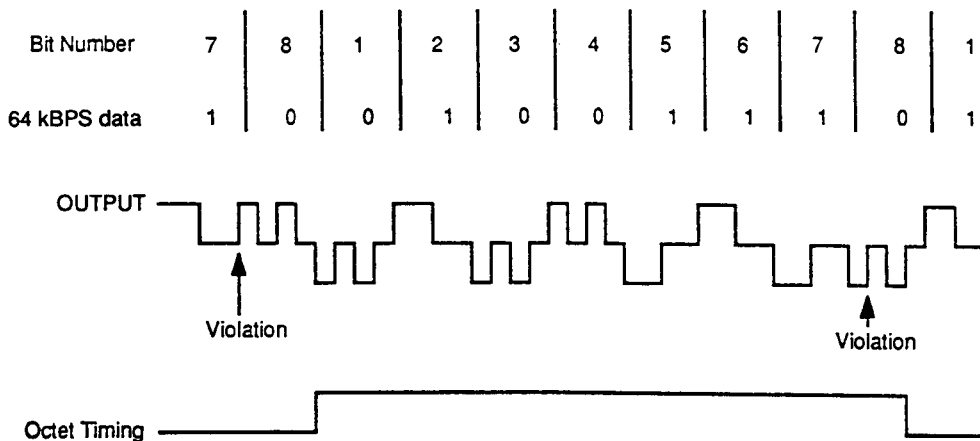 Bit Number 7 8 1 2 3 4 5 6 7 8 1
64 kBPS data 1 0 0 1 0 0 1 1 1 0 1
OUTPUT
Violation
Violation
Octet Timing